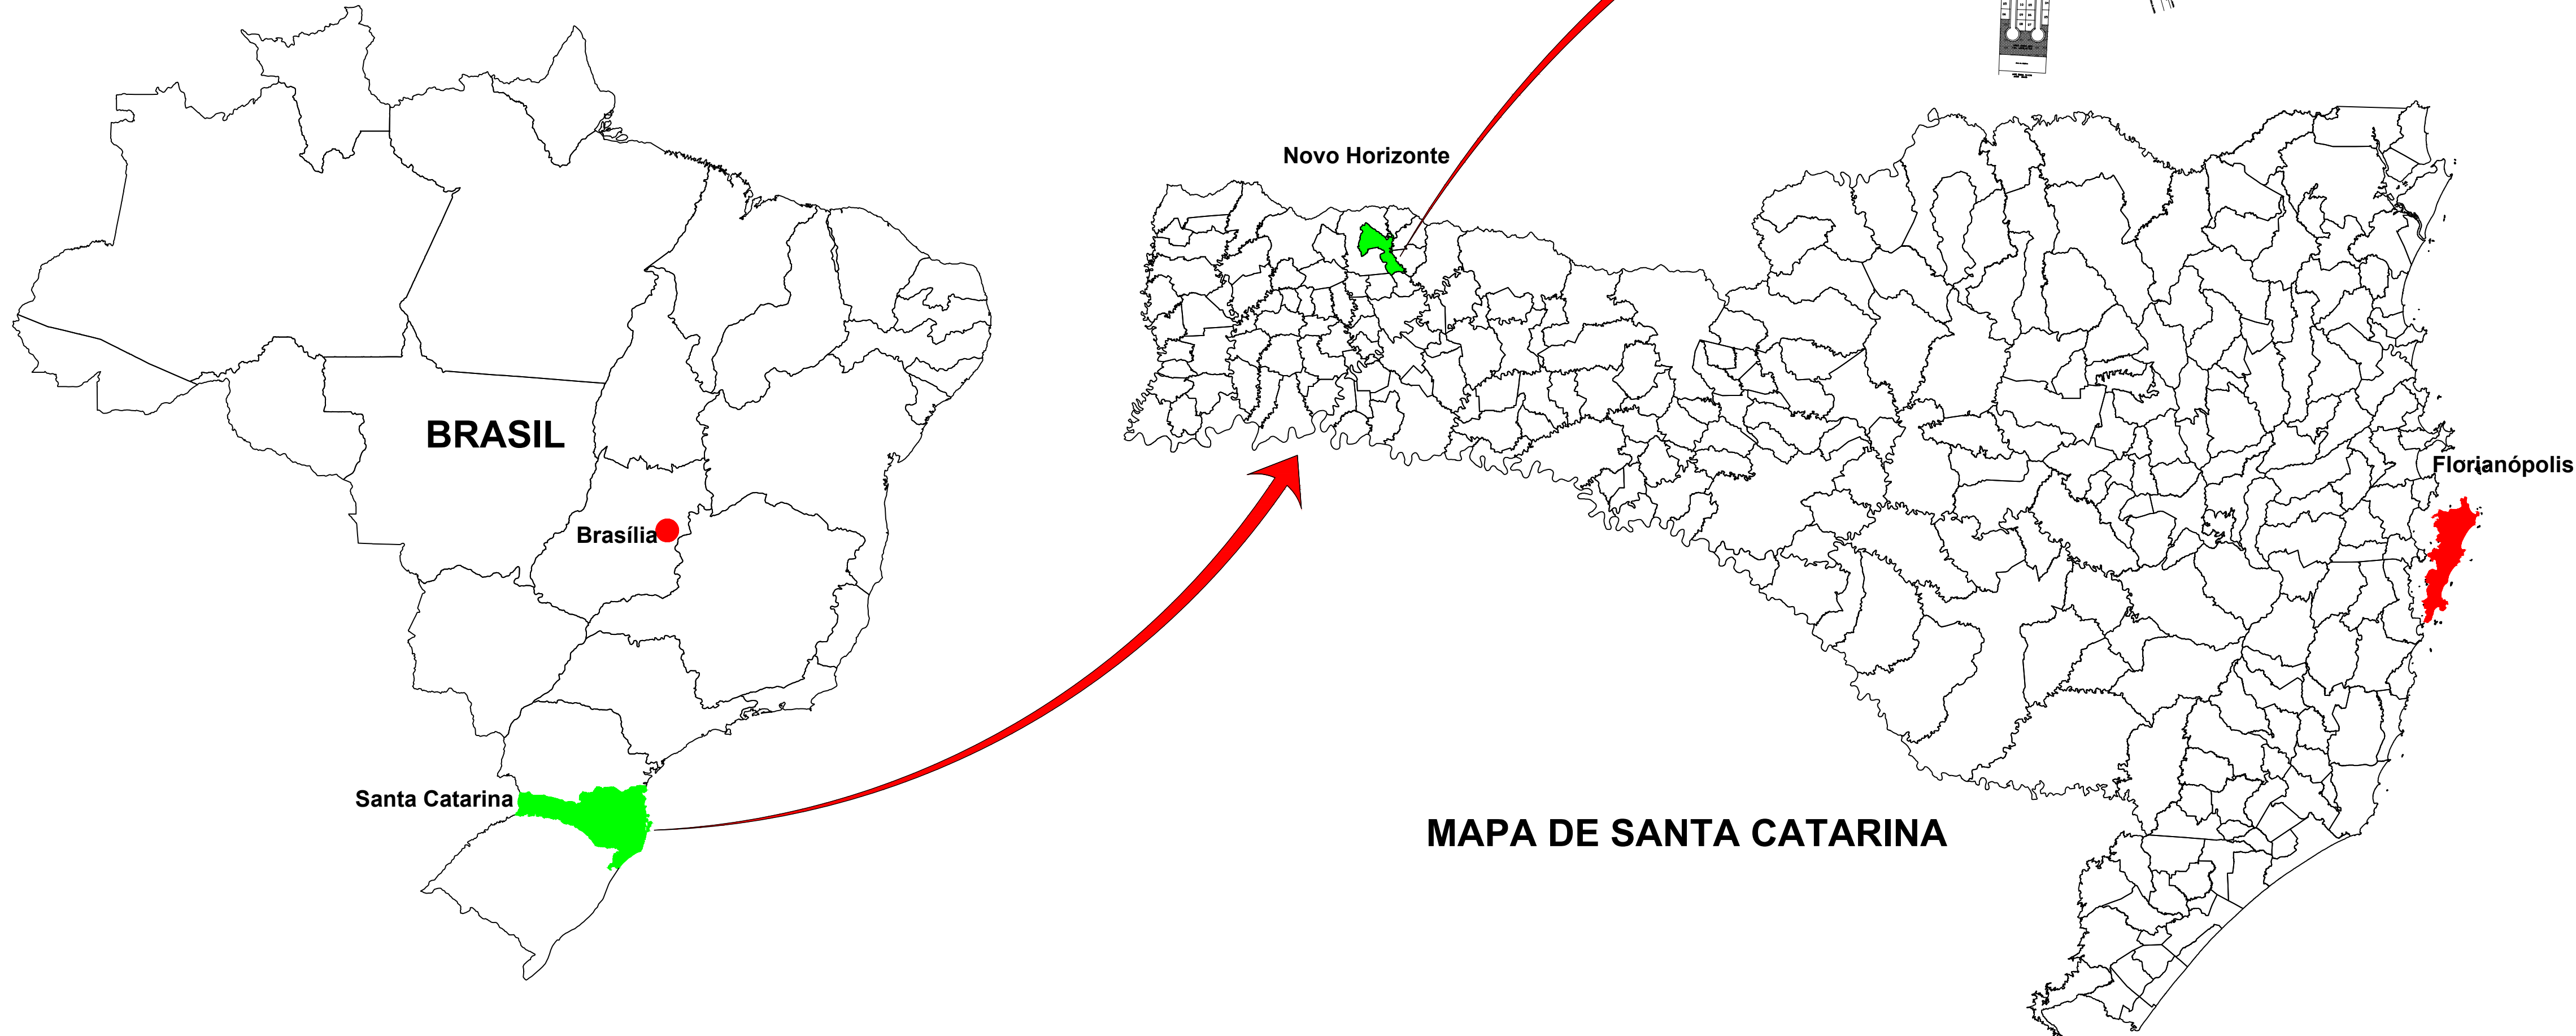 Novo Horizonte
BRASIL
Florianópolis
Brasília
Santa Catarina
MAPA DE SANTA CATARINA